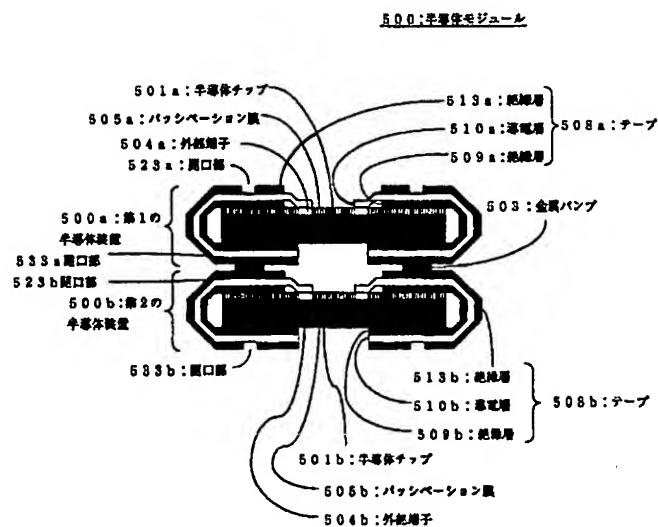 500:半導体モジュール
501a:半導体チップ
505a:パッシベーション膜
504a:外部端子
523a:開口部
513a:絶縁層
510a:導電層
509a:絶縁層
508a:テープ
503:金属バンプ
500a:第1の
半導体装置
533a開口部
523b開口部
500b:第2の
半導体装置
533b:開口部
513b:絶縁層
510b:導電層
509b:絶縁層
508b:テープ
501b:半導体チップ
505b:パッシベーション膜
504b:外部端子